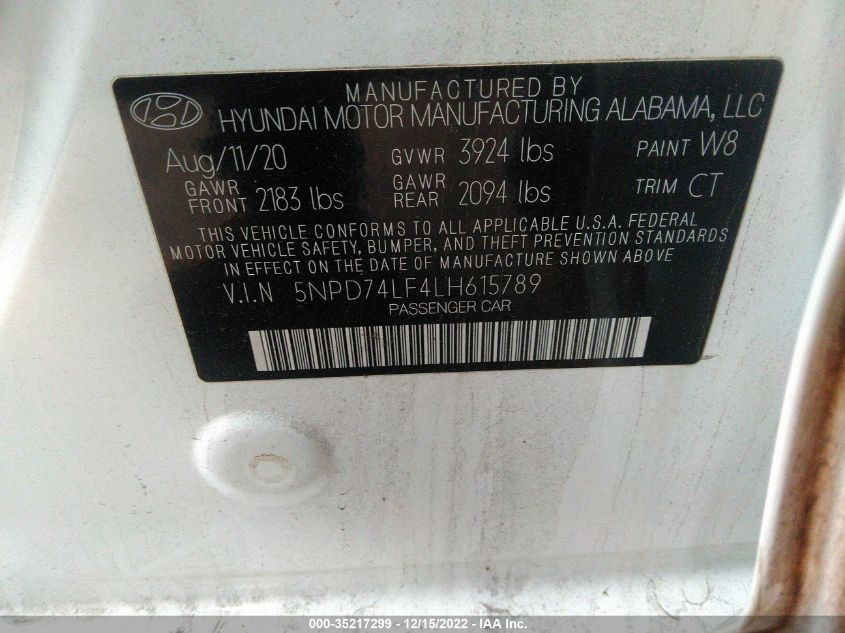 MANUFACTURED BY
HYUNDAI MOTOR MANUFACTURING ALABAMA, LLC
Aug/11/20 GVWR 3924 lbs PAINT W8
GAWR FRONT 2183 lbs GAWR REAR 2094 lbs TRIM CT
THIS VEHICLE CONFORMS TO ALL APPLICABLE U.S.A. FEDERAL
MOTOR VEHICLE SAFETY, BUMPER, AND THEFT PREVENTION STANDARDS
IN EFFECT ON THE DATE OF MANUFACTURE SHOWN ABOVE
V.I.N 5NPD74LF4LH615789
PASSENGER CAR
000-35217299 - 12/15/2022 - IAA Inc.